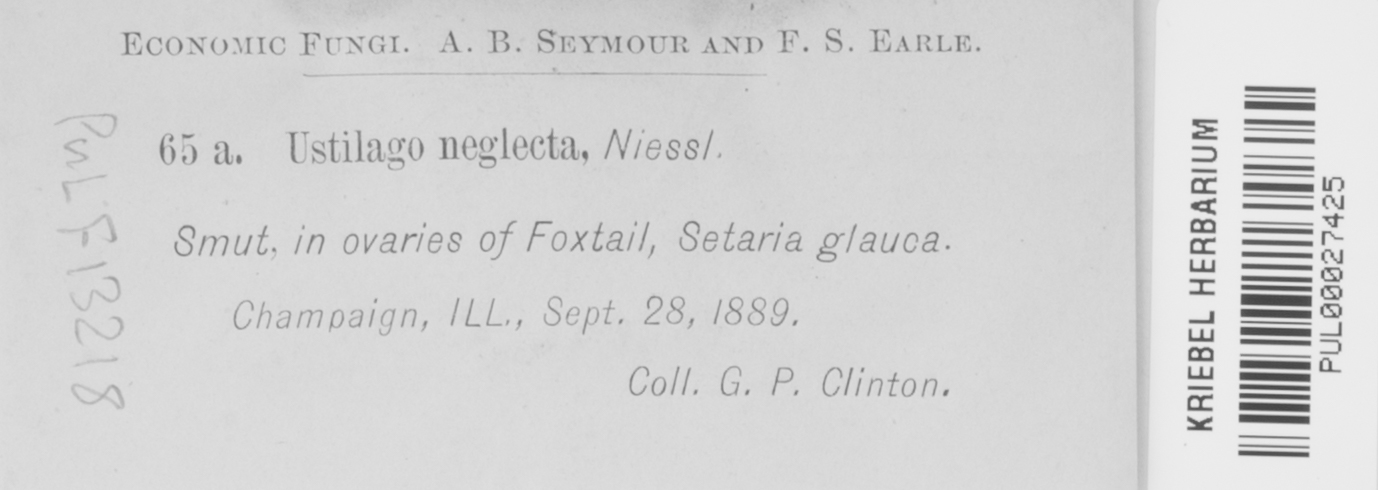 ECONOMIC FUNGI. A. B. SEYMOUR AND F. S. EARLE.
65 a. Ustilago neglecta, Niessl.
Smut, in ovaries of Foxtail, Setaria glauca.
Champaign, ILL., Sept. 28, 1889.
Coll. G. P. Clinton.
PUL F13218
KRIEBEL HERBARIUM
PUL00027425